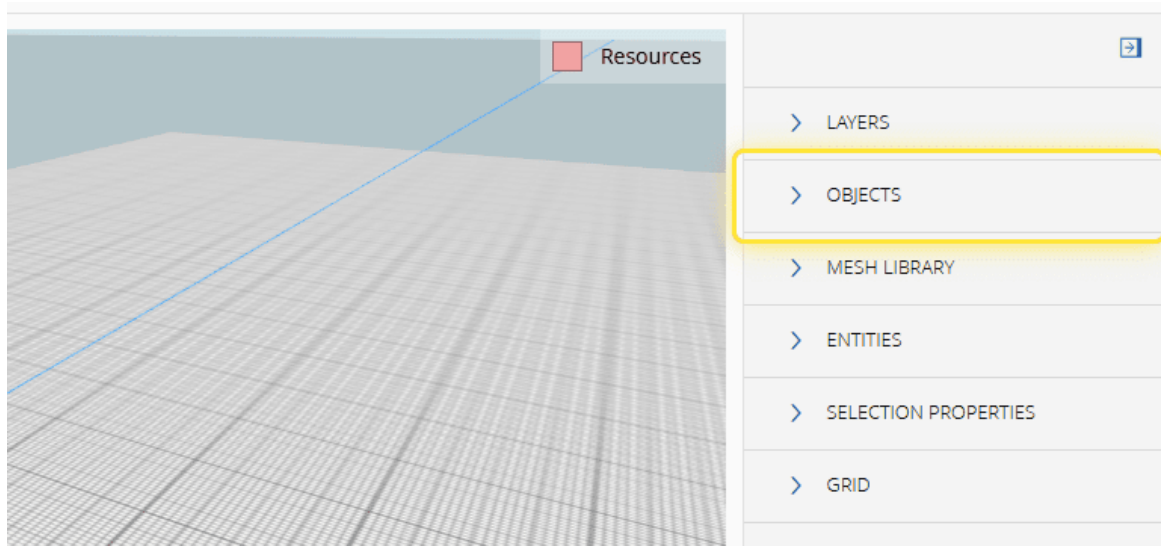 Resources
LAYERS
OBJECTS
MESH LIBRARY
ENTITIES
SELECTION PROPERTIES
GRID